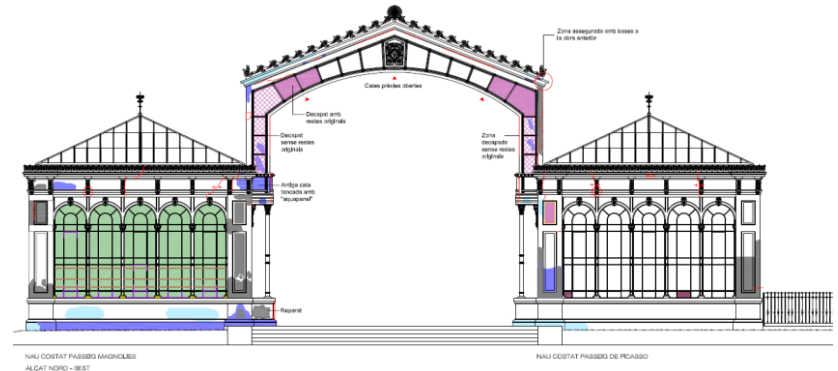 Zona assegurada amb bases a
la obra anterior
Cates prèvies obertes
Decapat amb
restes originals
Decapat
sense restes
originals
Zona
decapada
sense restes
originals
Antiga cata
tancada amb
"aquapanel"
Reparat
NAU COSTAT PASSEIG MAGNOLIES
ALÇAT NORD - OEST
NAU COSTAT PASSEIG DE PICASSO